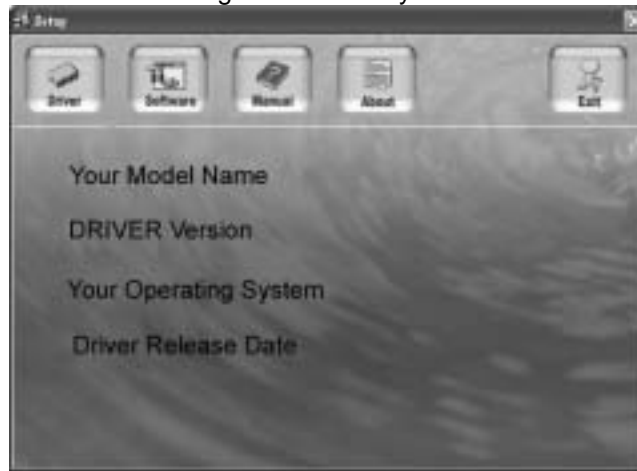 Setup
Driver Software Manual About Exit
Your Model Name
DRIVER Version
Your Operating System
Driver Release Date